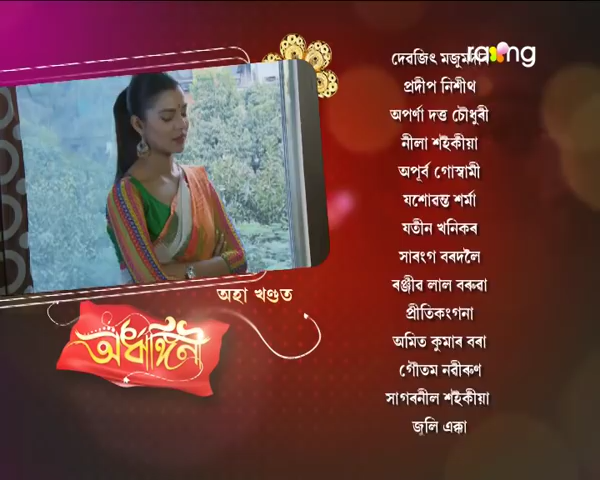 rang
দেবজিৎ মজুমদাৰ
প্ৰদীপ নিশীথ
অপৰ্ণা দত্ত চৌধুৰী
নীলা শইকীয়া
অপূৰ্ব গোস্বামী
যশোৱন্ত শৰ্মা
যতীন খনিকৰ
সাৰংগ বৰদলৈ
ৰঞ্জীৱ লাল বৰুৱা
প্ৰীতিকংগনা
অমিত কুমাৰ বৰা
গৌতম নবীৰুণ
সাগৰনীল শইকীয়া
জুলি এক্কা
অহা খণ্ডত
অৰ্ধাঙ্গিনী